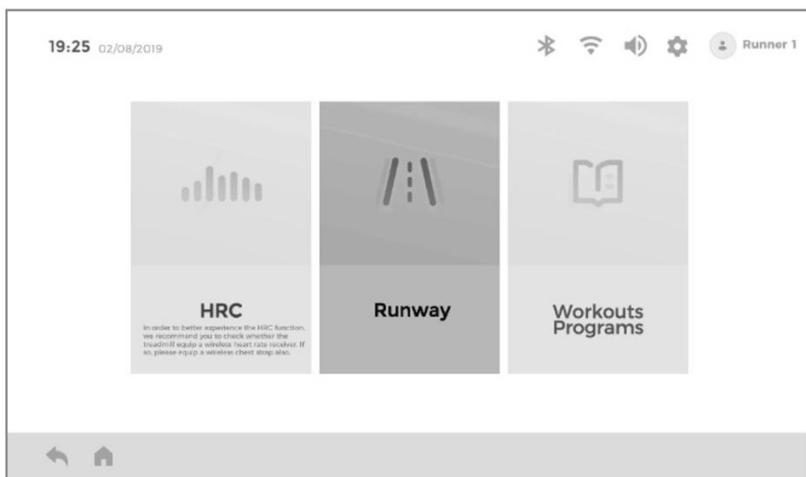 19:25 02/08/2019
Runner 1
HRC
In order to better experience the HRC function,
we recommend you to check whether the
treadmill equip a wireless heart rate receiver. If
so, please equip a wireless chest strap also.
Runway
Workouts
Programs